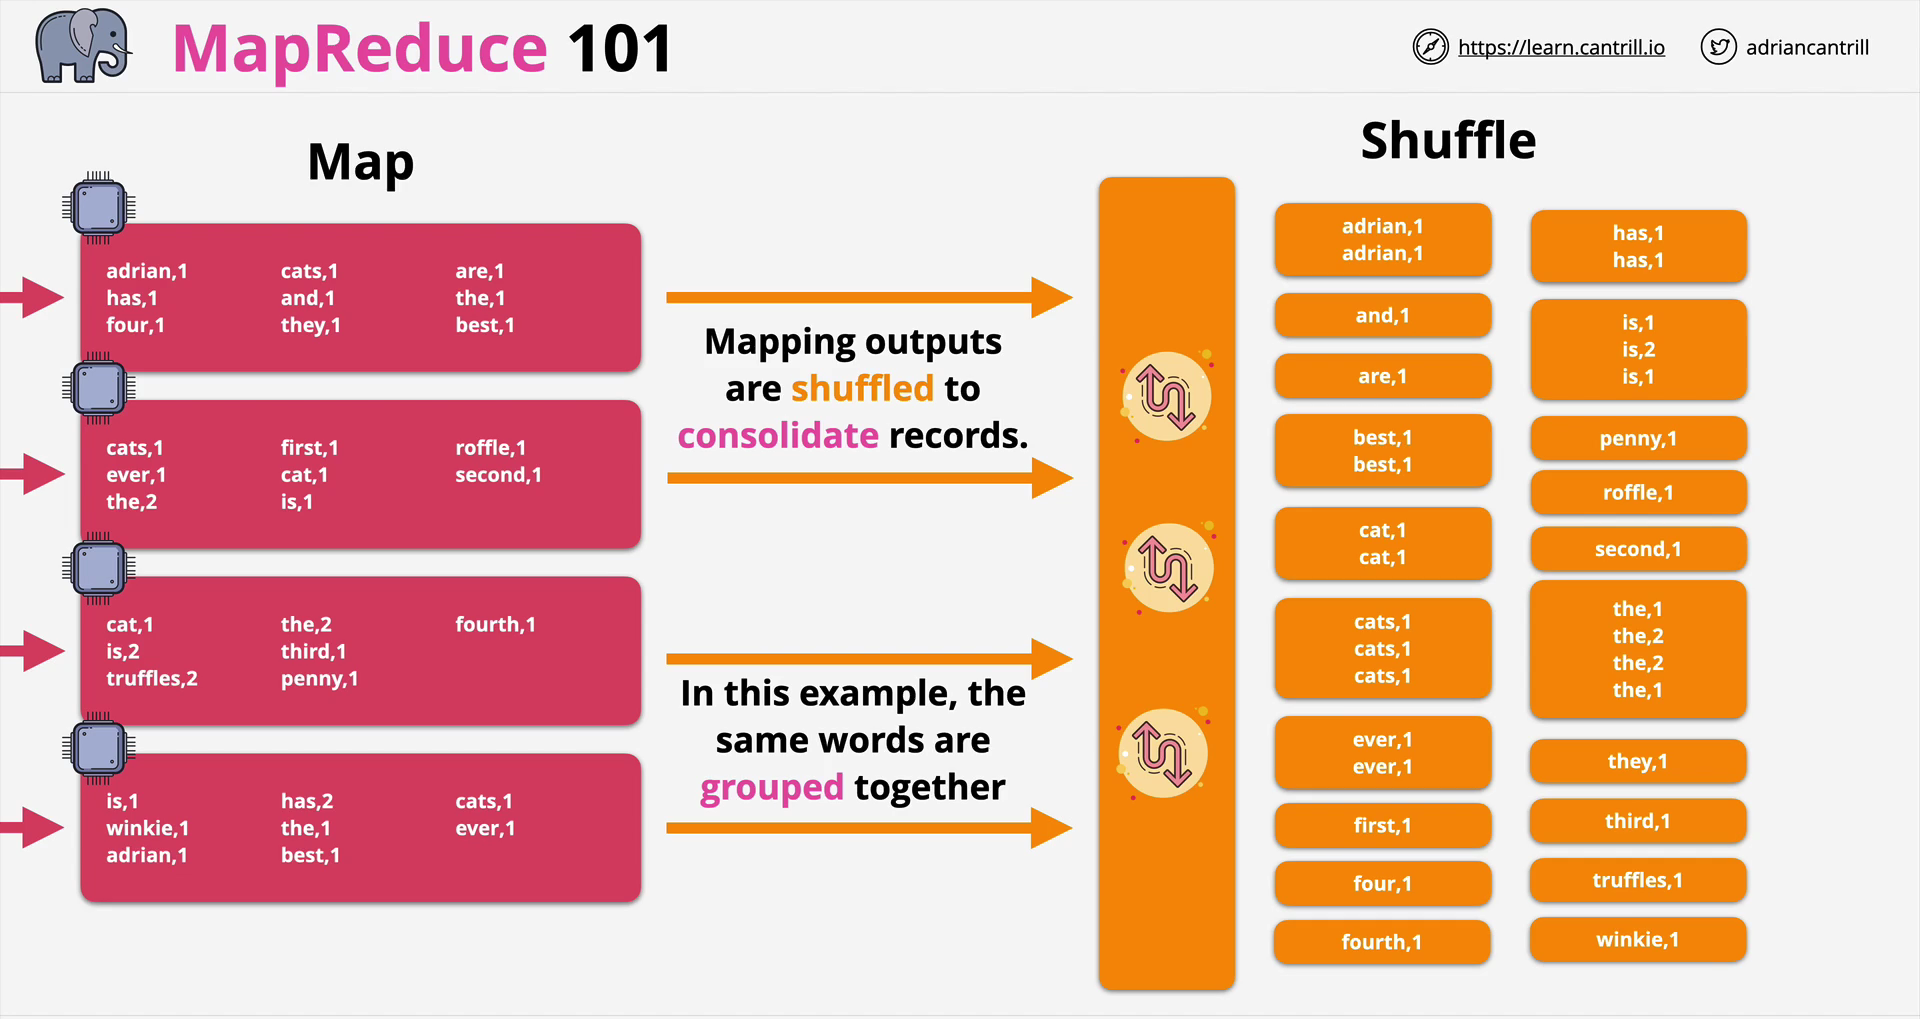 MapReduce 101
https://learn.cantrill.io
adriancantrill
Map
adrian,1
has,1
four,1
cats,1
and,1
they,1
are,1
the,1
best,1
cats,1
ever,1
the,2
first,1
cat,1
is,1
roffle,1
second,1
cat,1
is,2
truffles,2
the,2
third,1
penny,1
fourth,1
is,1
winkie,1
adrian,1
has,2
the,1
best,1
cats,1
ever,1
Mapping outputs
are shuffled to
consolidate records.
In this example, the
same words are
grouped together
Shuffle
adrian,1
adrian,1
and,1
are,1
best,1
best,1
cat,1
cat,1
cats,1
cats,1
cats,1
ever,1
ever,1
first,1
four,1
fourth,1
has,1
has,1
is,1
is,2
is,1
penny,1
roffle,1
second,1
the,1
the,2
the,2
the,1
they,1
third,1
truffles,1
winkie,1